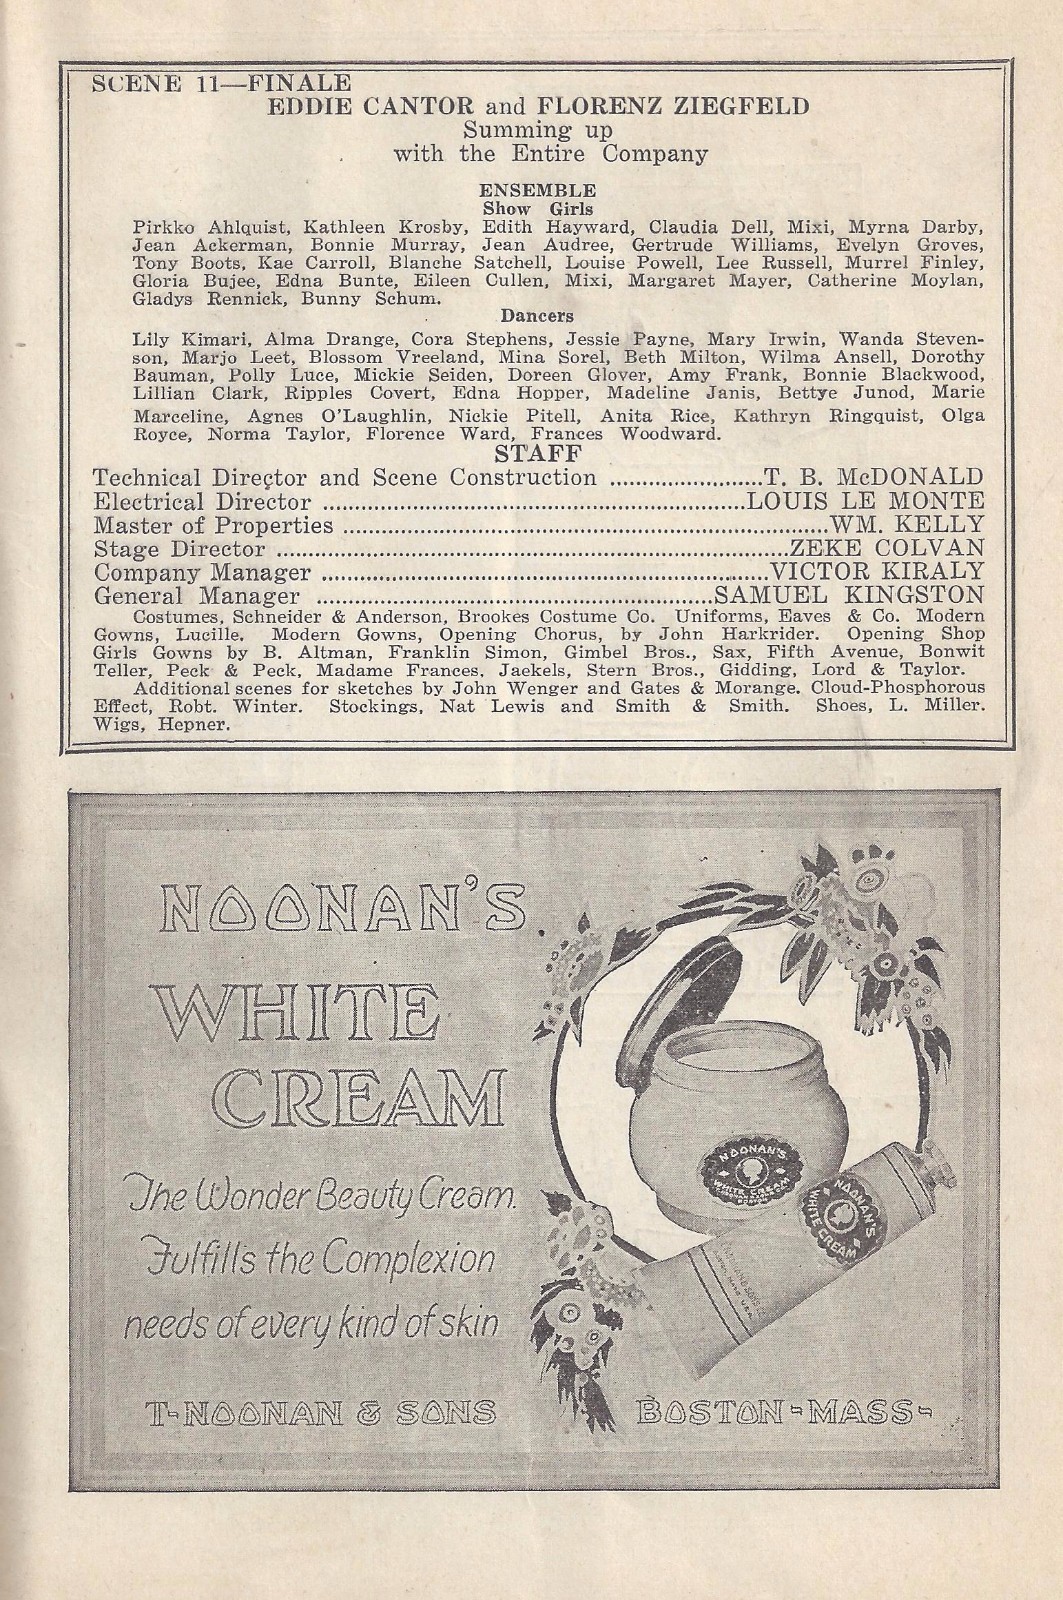 SCENE 11—FINALE
EDDIE CANTOR and FLORENZ ZIEGFELD
Summing up
with the Entire Company
ENSEMBLE
Show Girls
Pirkko Ahlquist, Kathleen Krosby, Edith Hayward, Claudia Dell, Mixi, Myrna Darby,
Jean Ackerman, Bonnie Murray, Jean Audree, Gertrude Williams, Evelyn Groves,
Tony Boots, Kae Carroll, Blanche Satchell, Louise Powell, Lee Russell, Murrel Finley,
Gloria Bujee, Edna Bunte, Eileen Cullen, Mixi, Margaret Mayer, Catherine Moylan,
Gladys Rennick, Bunny Schum.
Dancers
Lily Kimari, Alma Drange, Cora Stephens, Jessie Payne, Mary Irwin, Wanda Steven-
son, Marjo Leet, Blossom Vreeland, Mina Sorel, Beth Milton, Wilma Ansell, Dorothy
Bauman, Polly Luce, Mickie Seiden, Doreen Glover, Amy Frank, Bonnie Blackwood,
Lillian Clark, Ripples Covert, Edna Hopper, Madeline Janis, Bettye Junod, Marie
Marceline, Agnes O'Laughlin, Nickie Pitell, Anita Rice, Kathryn Ringquist, Olga
Royce, Norma Taylor, Florence Ward, Frances Woodward.
STAFF
Technical Director and Scene Construction ........................T. B. McDONALD
Electrical Director ..................................................................LOUIS LE MONTE
Master of Properties ............................................................................WM. KELLY
Stage Director ................................................................................ZEKE COLVAN
Company Manager ......................................................................VICTOR KIRALY
General Manager ..............................................................SAMUEL KINGSTON
Costumes, Schneider & Anderson, Brookes Costume Co. Uniforms, Eaves & Co. Modern
Gowns, Lucille. Modern Gowns, Opening Chorus, by John Harkrider. Opening Shop
Girls Gowns by B. Altman, Franklin Simon, Gimbel Bros., Sax, Fifth Avenue, Bonwit
Teller, Peck & Peck, Madame Frances, Jaekels, Stern Bros., Gidding, Lord & Taylor.
Additional scenes for sketches by John Wenger and Gates & Morange. Cloud-Phosphorous
Effect, Robt. Winter. Stockings, Nat Lewis and Smith & Smith. Shoes, L. Miller.
Wigs, Hepner.
NOONAN'S
WHITE
CREAM
The Wonder Beauty Cream.
Fulfills the Complexion
needs of every kind of skin
NOONAN'S
WHITE CREAM
NOONAN'S
WHITE CREAM
T-NOONAN & SONS
BOSTON-MASS-